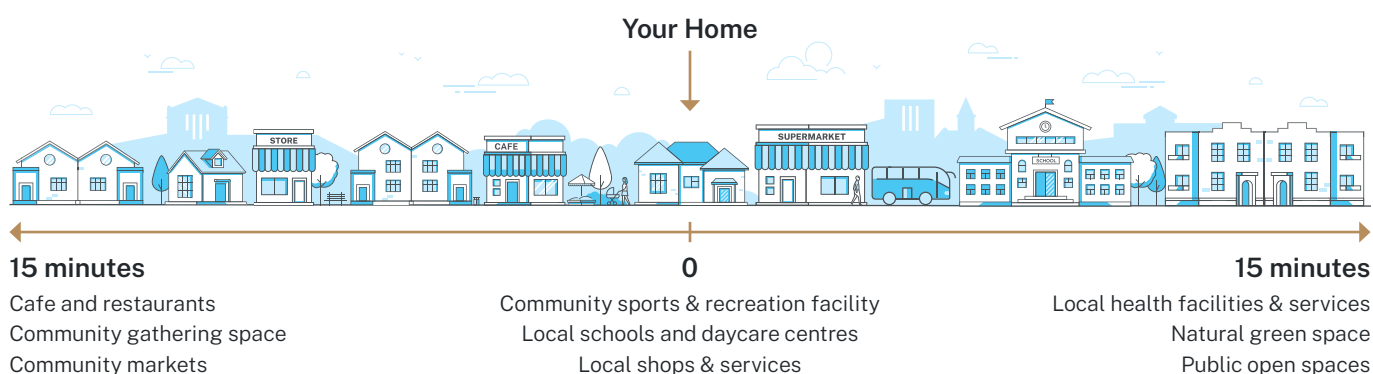 Your Home
STORE
CAFE
SUPERMARKET
SCHOOL
15 minutes
0
15 minutes
Cafe and restaurants
Community sports & recreation facility
Local health facilities & services
Community gathering space
Local schools and daycare centres
Natural green space
Community markets
Local shops & services
Public open spaces